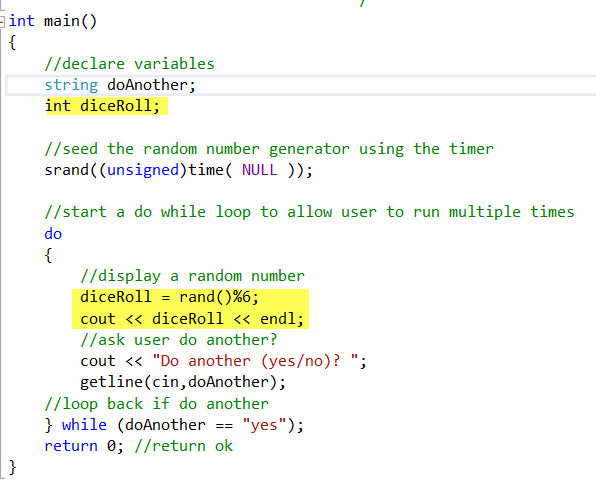 int main()
{
//declare variables
string doAnother;
int diceRoll;
//seed the random number generator using the timer
srand((unsigned)time( NULL ));
//start a do while loop to allow user to run multiple times
do
{
//display a random number
diceRoll = rand()%6;
cout << diceRoll << endl;
//ask user do another?
cout << "Do another (yes/no)? ";
getline(cin,doAnother);
//loop back if do another
} while (doAnother == "yes");
return 0; //return ok
}